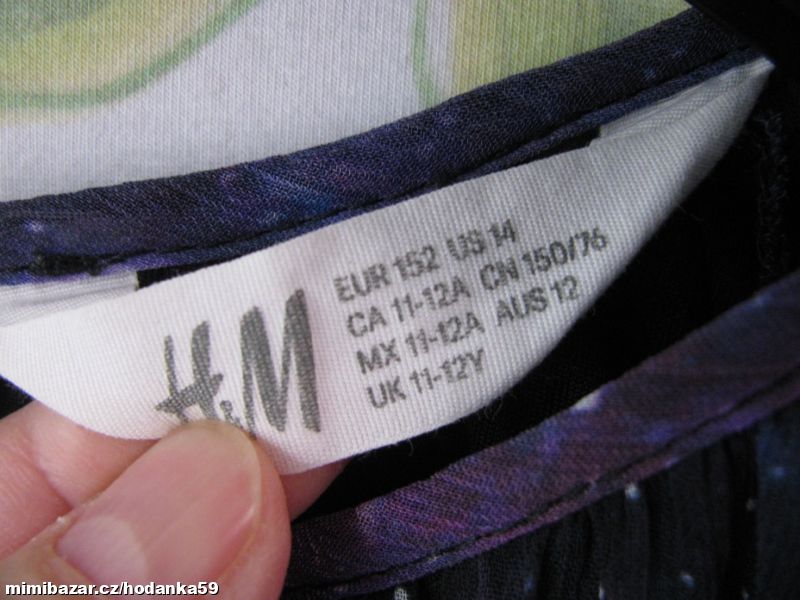 H&M
EUR 152 US 14
CA 11-12A CN 150/76
MX 11-12A AUS 12
UK 11-12Y
mimibazar.cz/hodanka59